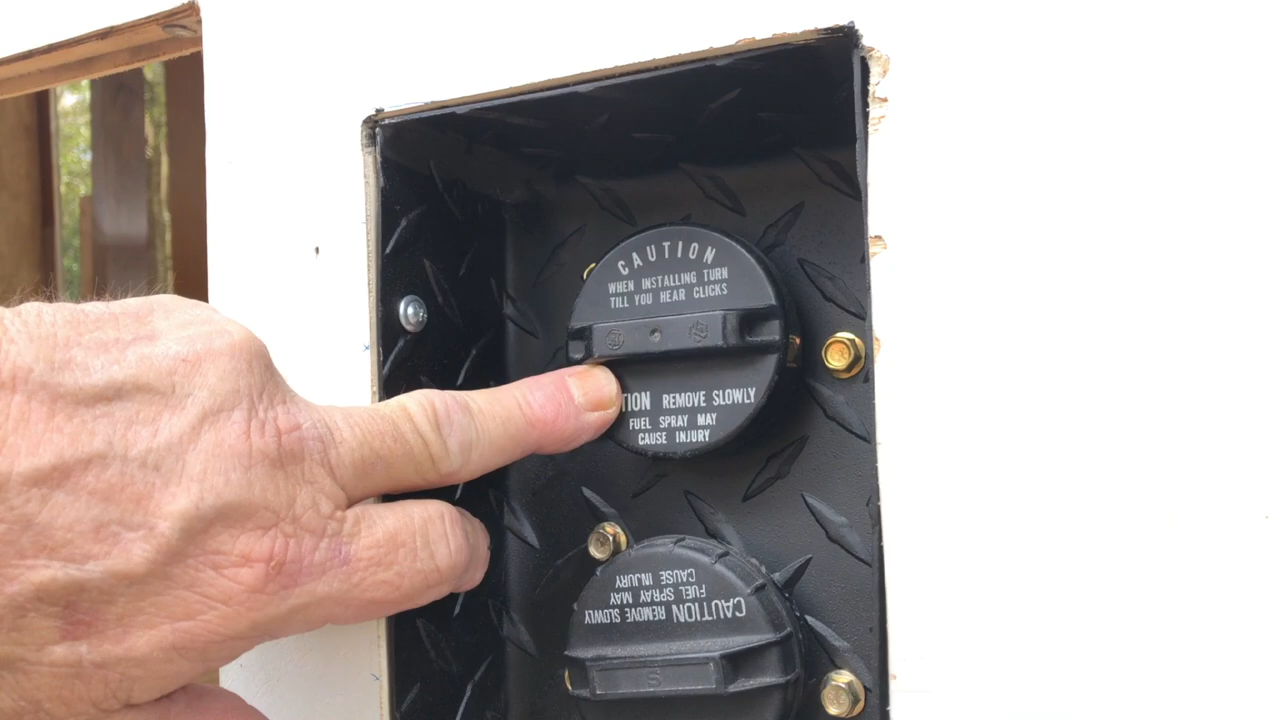 CAUTION
WHEN INSTALLING TURN
TILL YOU HEAR CLICKS
TION REMOVE SLOWLY
FUEL SPRAY MAY
CAUSE INJURY
CAUTION REMOVE SLOWLY
FUEL SPRAY MAY
CAUSE INJURY
S